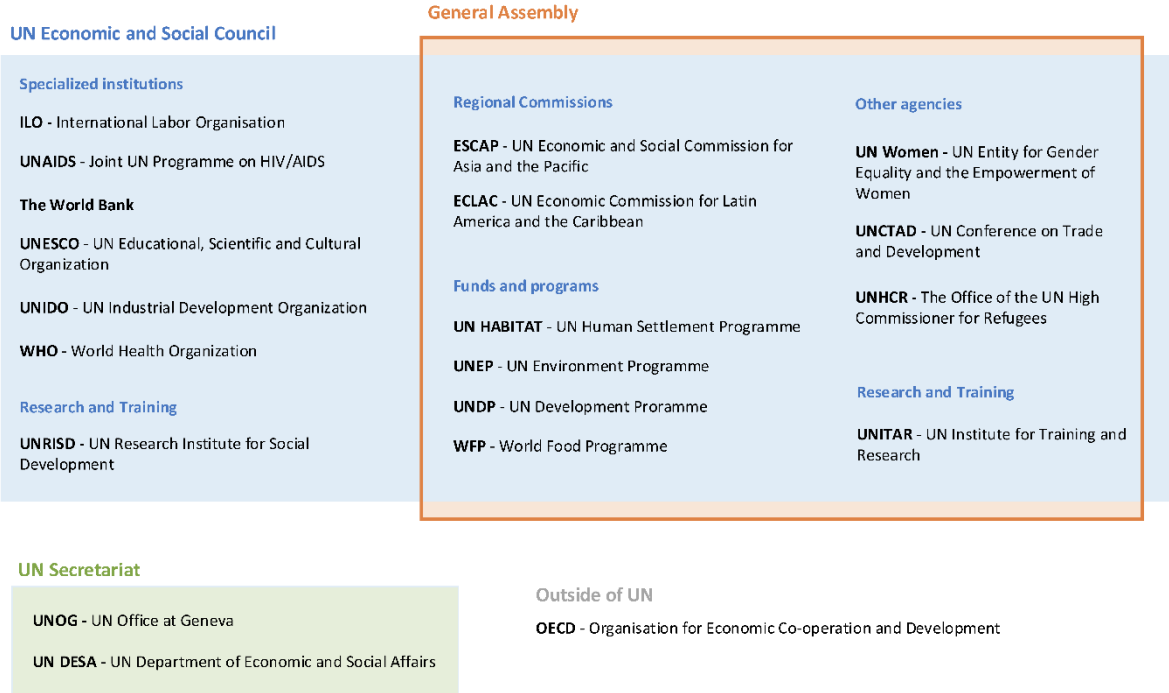 General Assembly
UN Economic and Social Council
Specialized institutions
ILO - International Labor Organisation
UNAIDS - Joint UN Programme on HIV/AIDS
The World Bank
UNESCO - UN Educational, Scientific and Cultural
Organization
UNIDO - UN Industrial Development Organization
WHO - World Health Organization
Research and Training
UNRISD - UN Research Institute for Social
Development
Regional Commissions
ESCAP - UN Economic and Social Commission for
Asia and the Pacific
ECLAC - UN Economic Commission for Latin
America and the Caribbean
Funds and programs
UN HABITAT - UN Human Settlement Programme
UNEP - UN Environment Programme
UNDP - UN Development Proramme
WFP - World Food Programme
Other agencies
UN Women - UN Entity for Gender
Equality and the Empowerment of
Women
UNCTAD - UN Conference on Trade
and Development
UNHCR - The Office of the UN High
Commissioner for Refugees
Research and Training
UNITAR - UN Institute for Training and
Research
UN Secretariat
UNOG - UN Office at Geneva
UN DESA - UN Department of Economic and Social Affairs
Outside of UN
OECD - Organisation for Economic Co-operation and Development